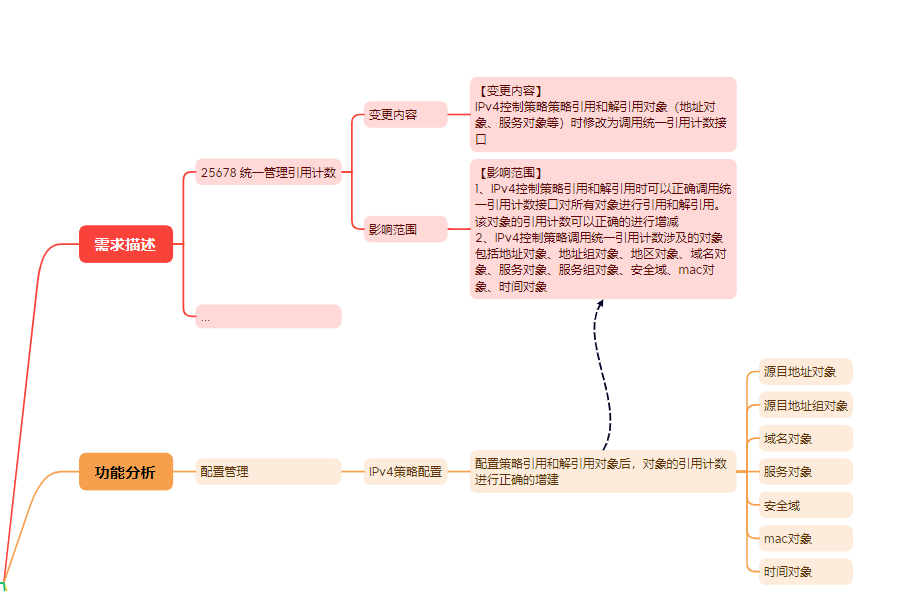 需求描述
25678 统一管理引用计数
变更内容
【变更内容】
IPv4控制策略策略引用和解引用对象（地址对
象、服务对象等）时修改为调用统一引用计数接
口
影响范围
【影响范围】
1、IPv4控制策略引用和解引用时可以正确调用统
一引用计数接口对所有对象进行引用和解引用。
该对象的引用计数可以正确的进行增减
2、IPv4控制策略调用统一引用计数涉及的对象
包括地址对象、地址组对象、地区对象、域名对
象、服务对象、服务组对象、安全域、mac对
象、时间对象
...
功能分析
配置管理
IPv4策略配置
配置策略引用和解引用对象后，对象的引用计数
进行正确的增建
源目地址对象
源目地址组对象
域名对象
服务对象
安全域
mac对象
时间对象